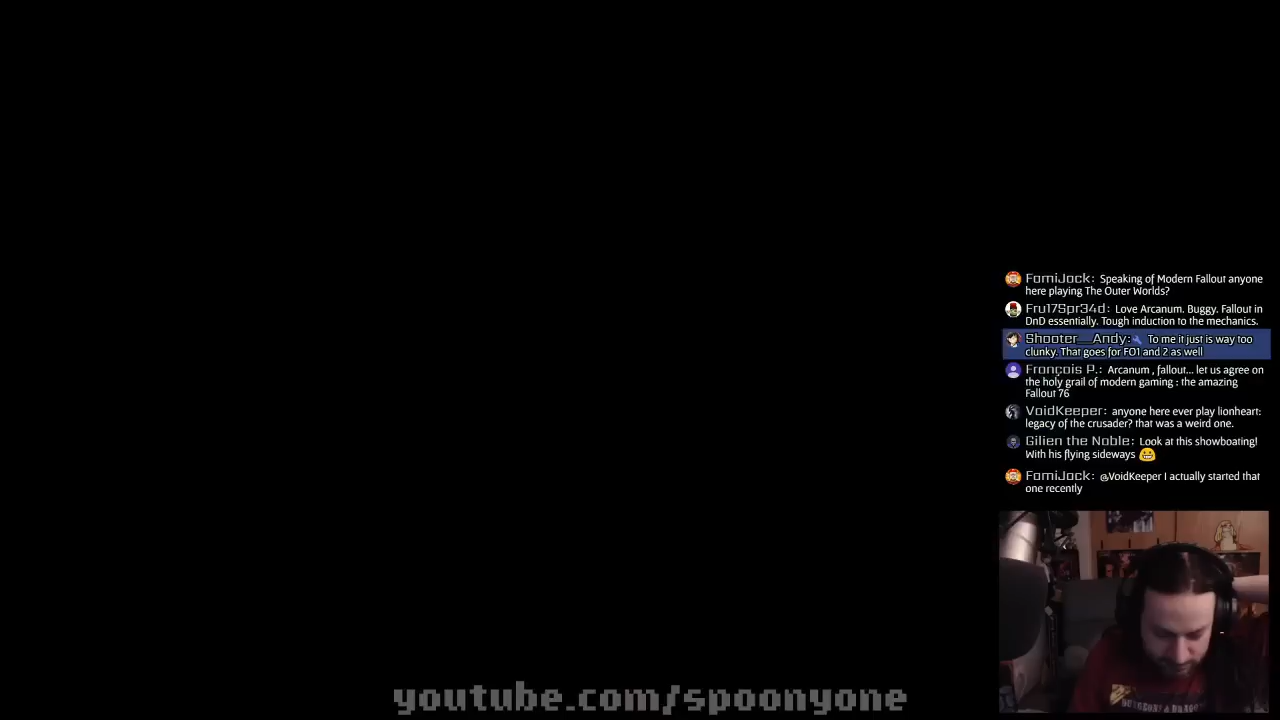 FamiJock: Speaking of Modern Fallout anyone
here playing The Outer Worlds?
Fru17Spr34d: Love Arcanum. Buggy. Fallout in
DnD essentially. Tough induction to the mechanics.
Shooter__Andy: To me it just is way too
clunky. That goes for FO1 and 2 as well
François P.: Arcanum , fallout... let us agree on
the holy grail of modern gaming : the amazing
Fallout 76
VoidKeeper: anyone here ever play lionheart:
legacy of the crusader? that was a weird one.
Gilien the Noble: Look at this showboating!
With his flying sideways
FamiJock: @VoidKeeper I actually started that
one recently
DUNGEONS & DRAGONS
youtube.com/spoonyone